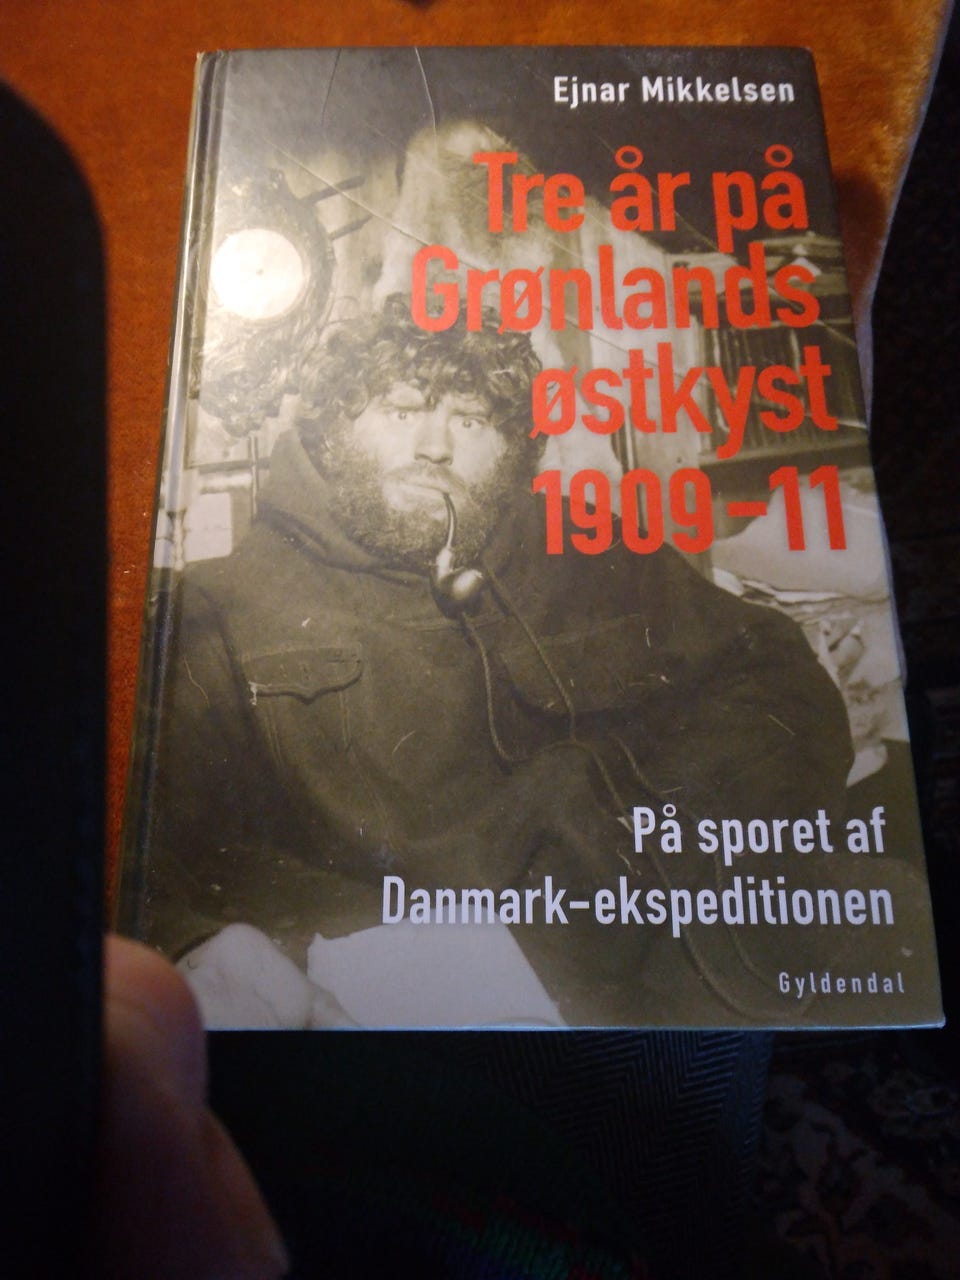 Ejnar Mikkelsen
Tre år på
Grønlands
østkyst
1909-11
På sporet af
Danmark-ekspeditionen
Gyldendal